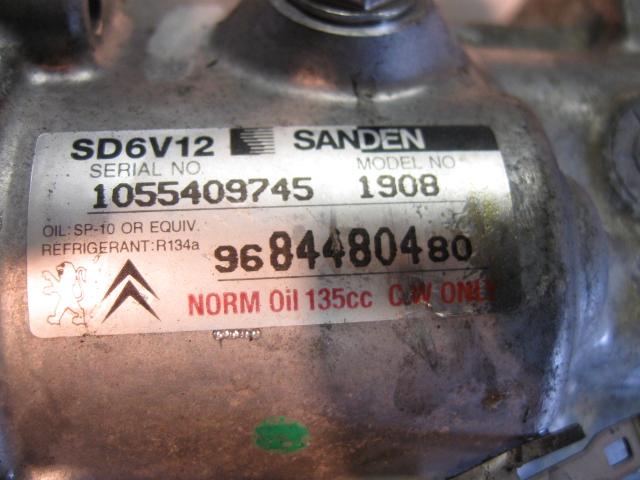 SD6V12 SANDEN
SERIAL NO. MODEL NO
1055409745 1908
OIL: SP-10 OR EQUIV.
REFRIGERANT: R134a
9684480480
NORM Oil 135cc C.W ONLY